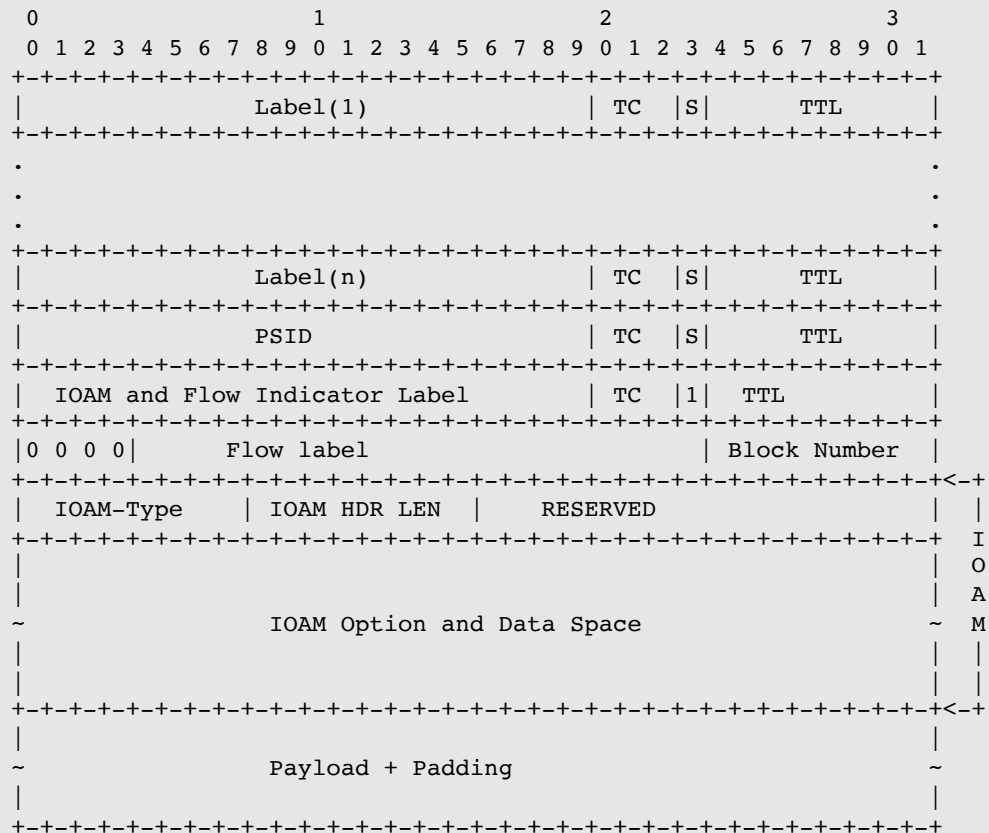 0                   1                   2                   3
 0 1 2 3 4 5 6 7 8 9 0 1 2 3 4 5 6 7 8 9 0 1 2 3 4 5 6 7 8 9 0 1
+-+-+-+-+-+-+-+-+-+-+-+-+-+-+-+-+-+-+-+-+-+-+-+-+-+-+-+-+-+-+-+-+
|                Label(1)               | TC  |S|      TTL      |
+-+-+-+-+-+-+-+-+-+-+-+-+-+-+-+-+-+-+-+-+-+-+-+-+-+-+-+-+-+-+-+-+
.                                                               .
.                                                               .
.                                                               .
+-+-+-+-+-+-+-+-+-+-+-+-+-+-+-+-+-+-+-+-+-+-+-+-+-+-+-+-+-+-+-+-+
|                Label(n)               | TC  |S|      TTL      |
+-+-+-+-+-+-+-+-+-+-+-+-+-+-+-+-+-+-+-+-+-+-+-+-+-+-+-+-+-+-+-+-+
|                PSID                   | TC  |S|      TTL      |
+-+-+-+-+-+-+-+-+-+-+-+-+-+-+-+-+-+-+-+-+-+-+-+-+-+-+-+-+-+-+-+-+
|  IOAM and Flow Indicator Label        | TC  |1|  TTL          |
+-+-+-+-+-+-+-+-+-+-+-+-+-+-+-+-+-+-+-+-+-+-+-+-+-+-+-+-+-+-+-+-+
|0 0 0 0|      Flow label                       | Block Number  |
+-+-+-+-+-+-+-+-+-+-+-+-+-+-+-+-+-+-+-+-+-+-+-+-+-+-+-+-+-+-+-+-+<-+
|  IOAM-Type    | IOAM HDR LEN  |    RESERVED                   |  |
+-+-+-+-+-+-+-+-+-+-+-+-+-+-+-+-+-+-+-+-+-+-+-+-+-+-+-+-+-+-+-+-+  I
|                                                               |  O
|                                                               |  A
~                 IOAM Option and Data Space                    ~  M
|                                                               |  |
|                                                               |  |
+-+-+-+-+-+-+-+-+-+-+-+-+-+-+-+-+-+-+-+-+-+-+-+-+-+-+-+-+-+-+-+-+<-+
|                                                               |
~                 Payload + Padding                             ~
|                                                               |
+-+-+-+-+-+-+-+-+-+-+-+-+-+-+-+-+-+-+-+-+-+-+-+-+-+-+-+-+-+-+-+-+